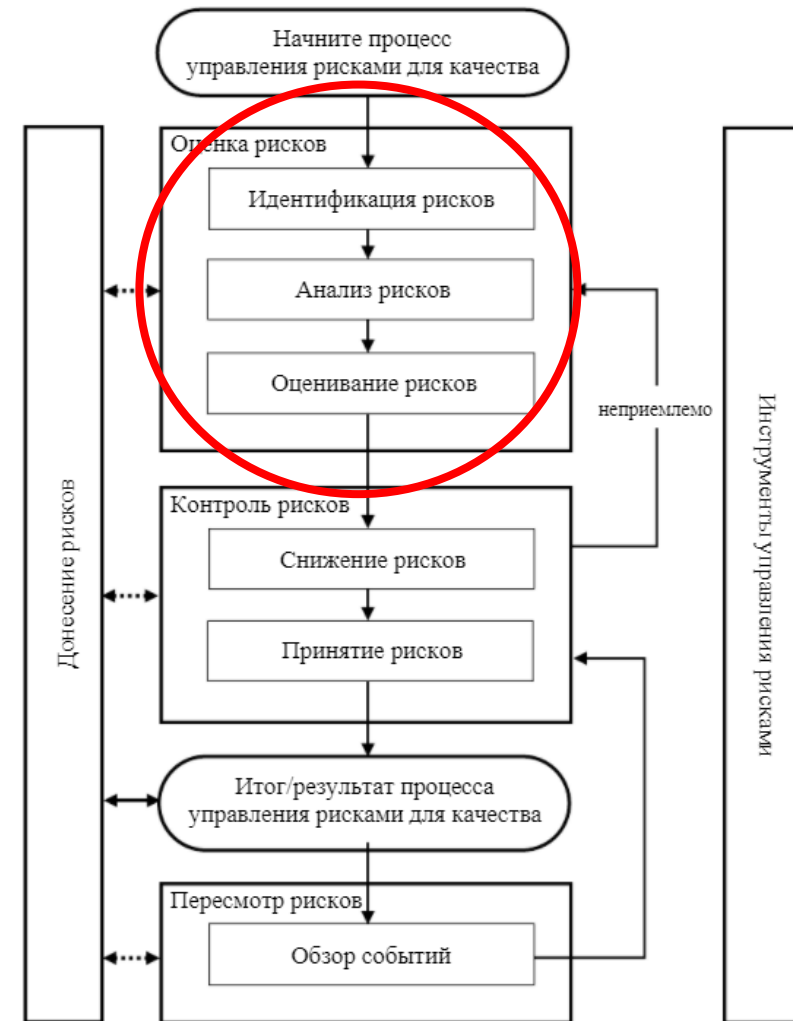 Начните процесс
управления рисками для качества
Оценка рисков
Идентификация рисков
Анализ рисков
Оценивание рисков
неприемлемо
Контроль рисков
Снижение рисков
Принятие рисков
Итог/результат процесса
управления рисками для качества
Пересмотр рисков
Обзор событий
Донесение рисков
Инструменты управления рисками